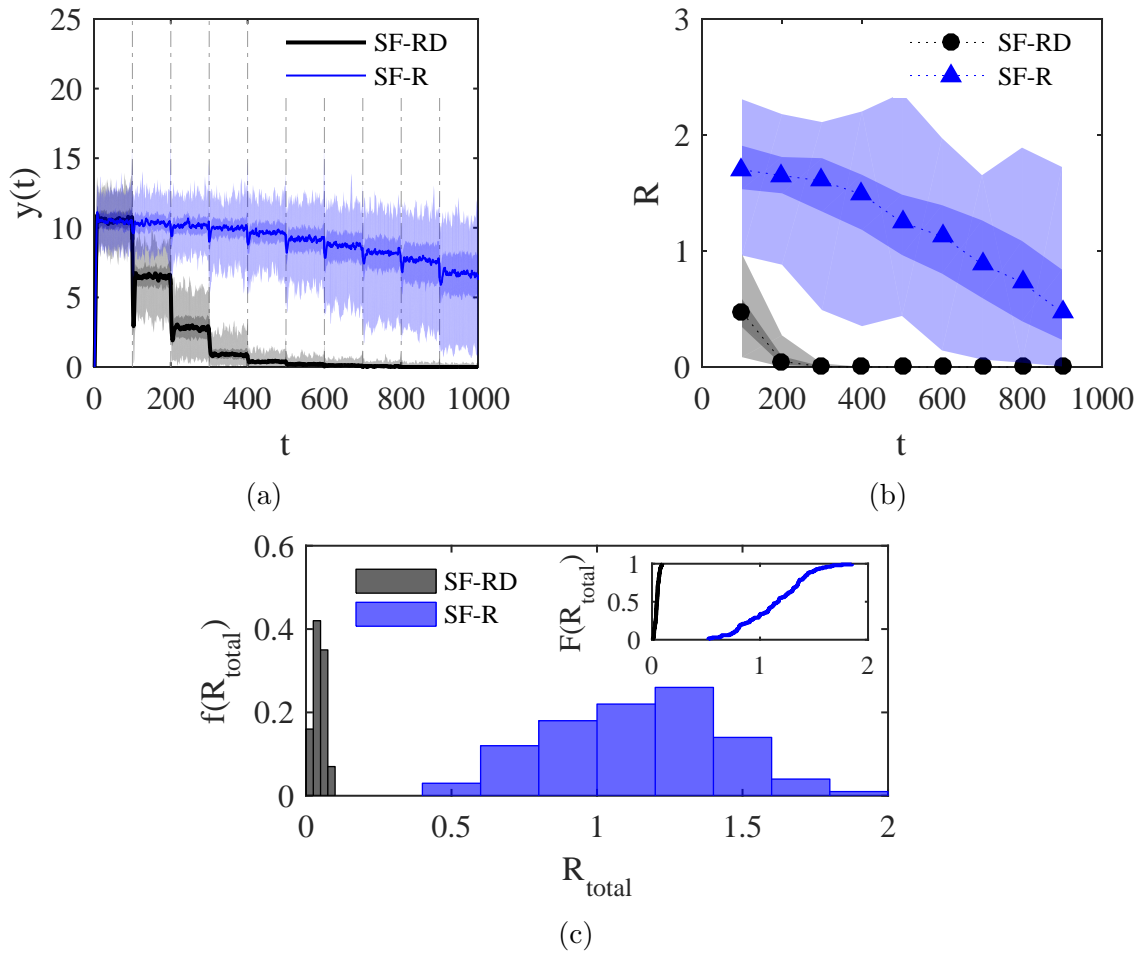 25
20
15
10
5
0
y(t)
SF-RD
SF-R
0 200 400 600 800 1000
t
(a)
3
2
1
0
R
SF-RD
SF-R
0 200 400 600 800 1000
t
(b)
0.6
0.4
0.2
0
f(R_total)
SF-RD
SF-R
1
0.5
0
F(R_total)
0 1 2
0 0.5 1 1.5 2
R_total
(c)